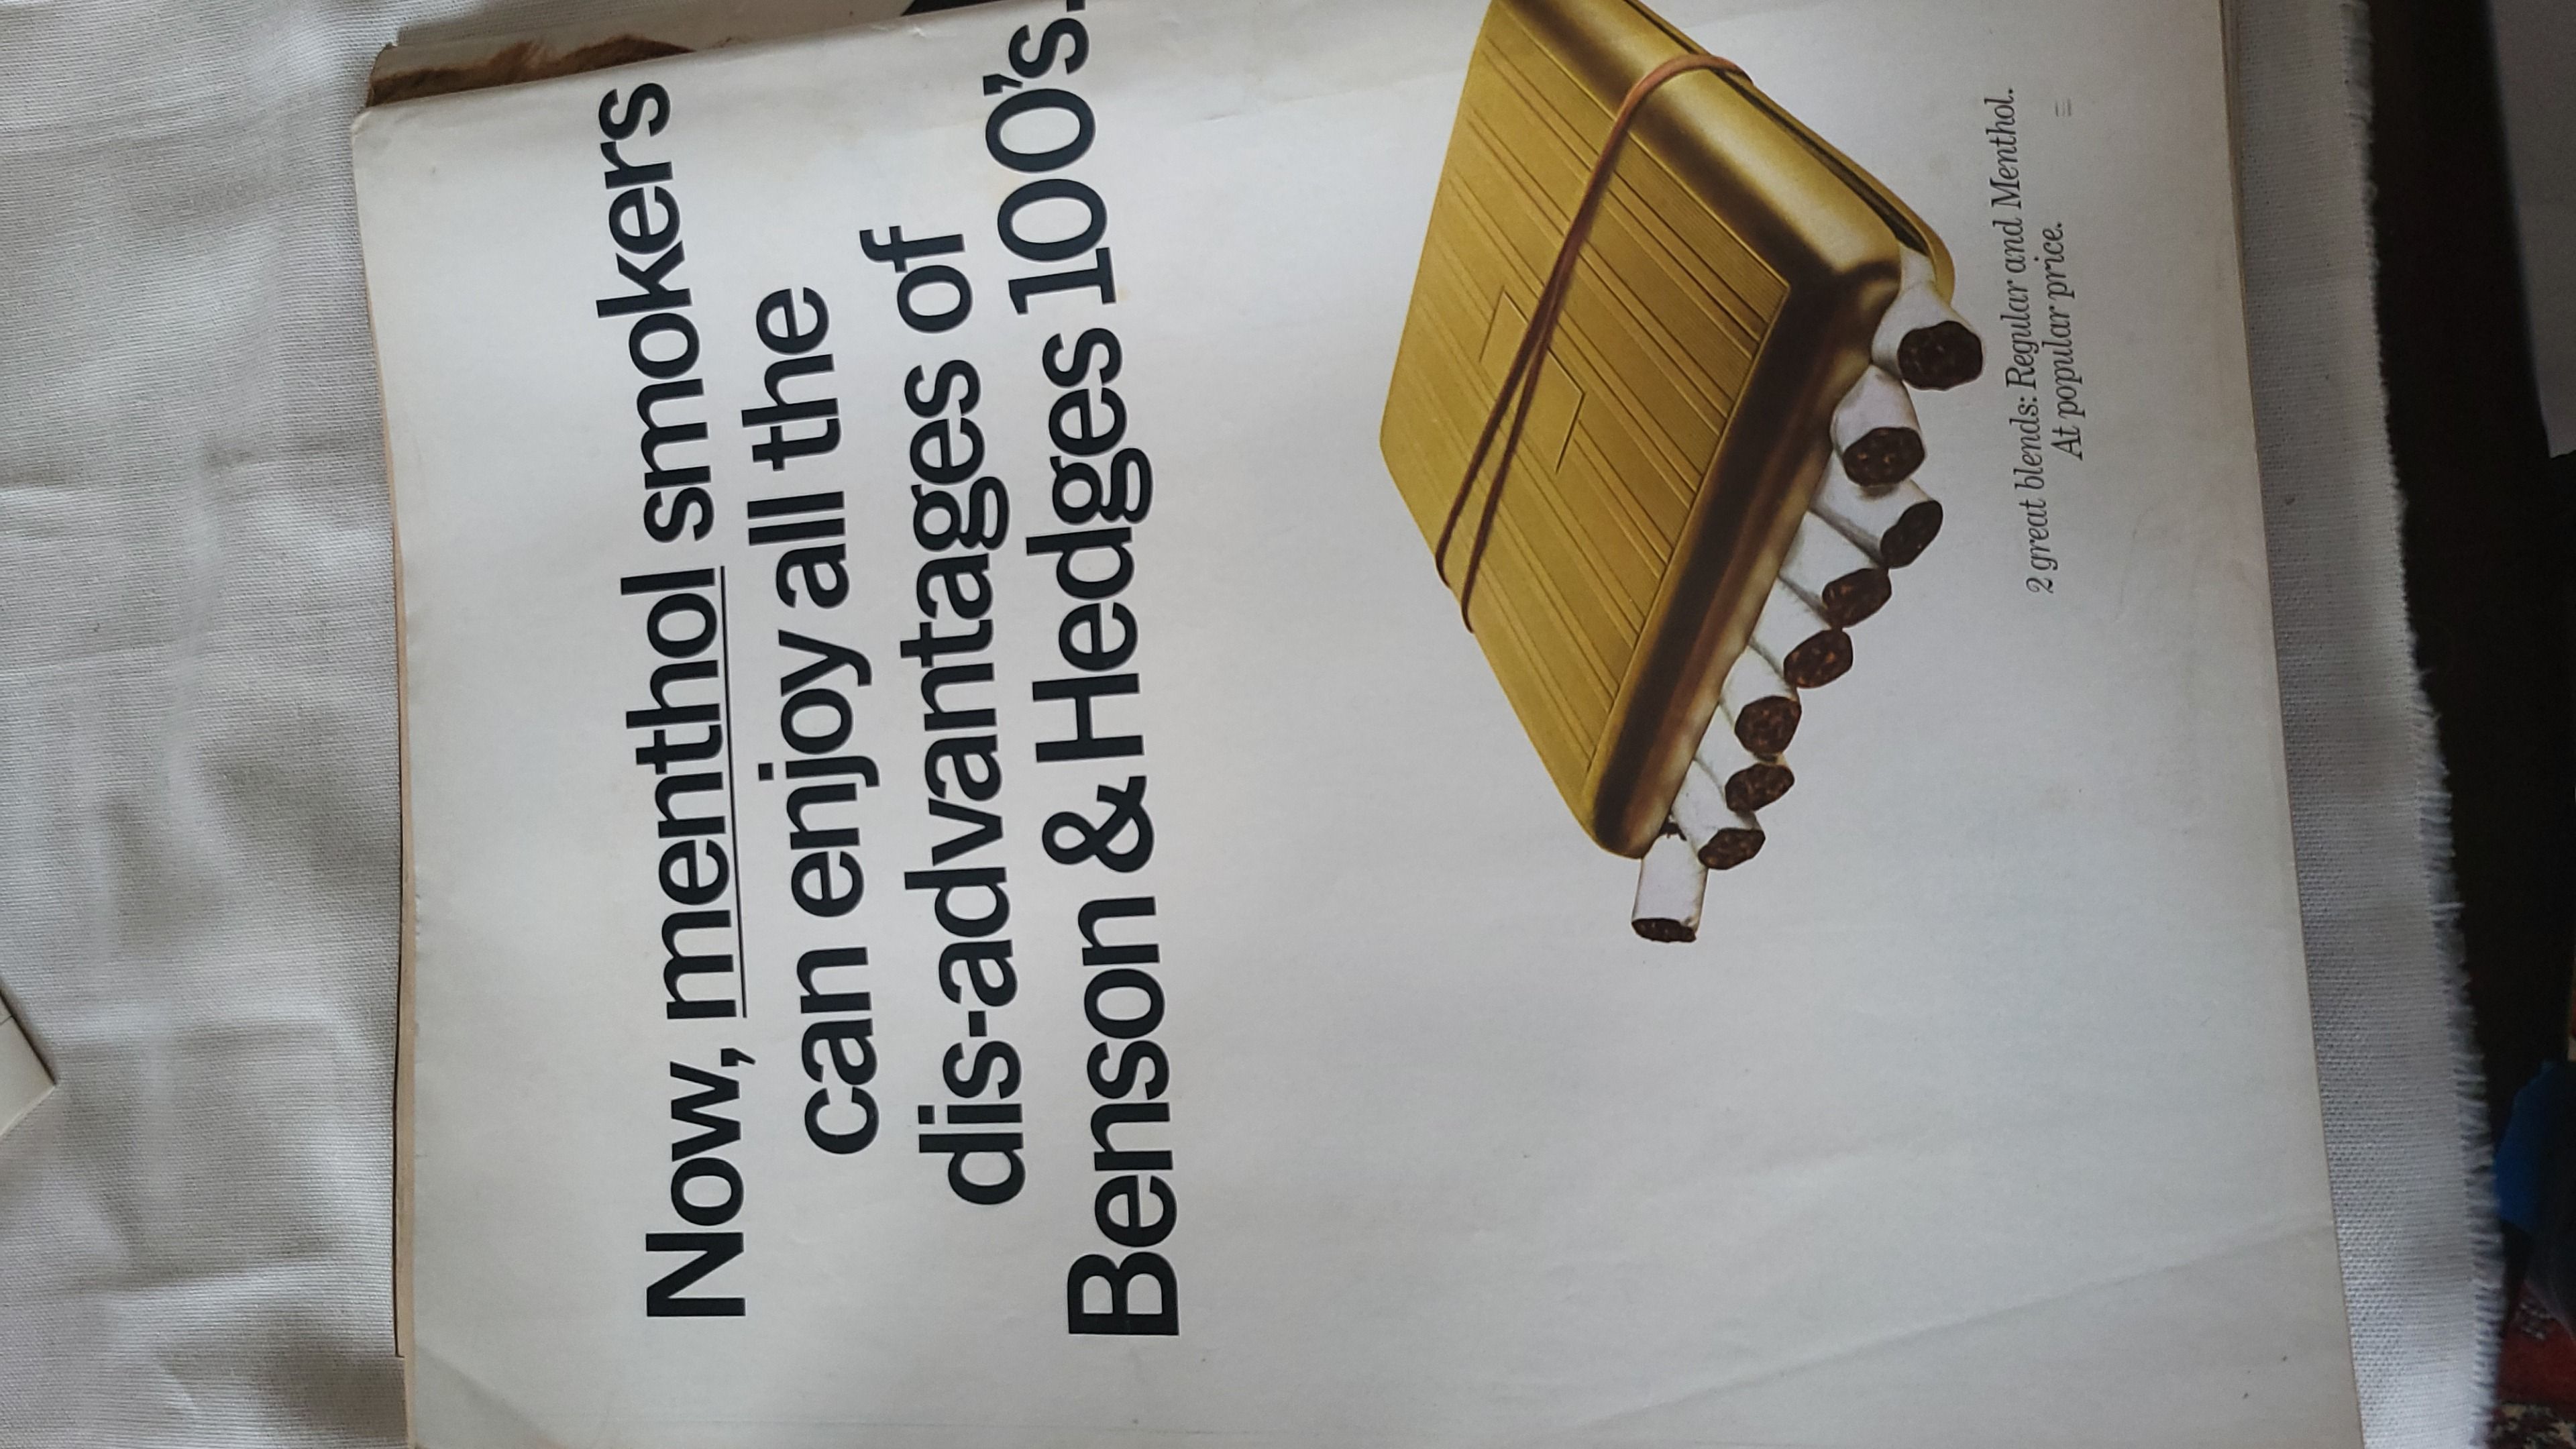 Now, menthol smokers
can enjoy all the
dis-advantages of
Benson & Hedges 100's.
2 great blends: Regular and Menthol.
At popular price.